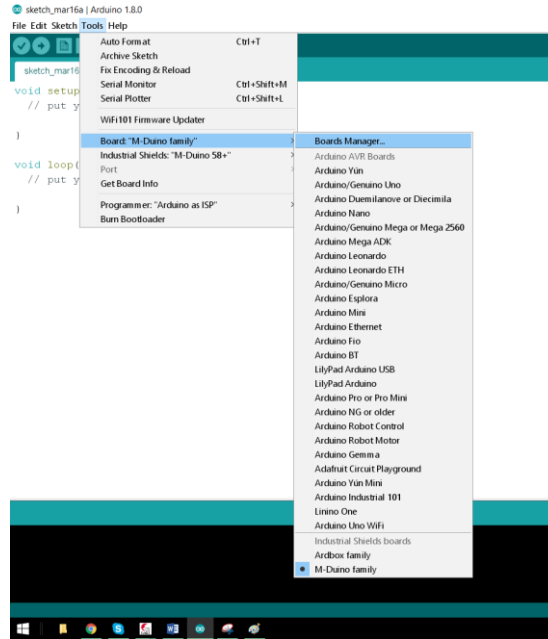 sketch_mar16a | Arduino 1.8.0
File Edit Sketch Tools Help
sketch_mar16
void setup
// put y
}
void loop(
// put y
}
Auto Format Ctrl+T
Archive Sketch
Fix Encoding & Reload
Serial Monitor Ctrl+Shift+M
Serial Plotter Ctrl+Shift+L
WiFi101 Firmware Updater
Board: "M-Duino family"
Industrial Shields: "M-Duino 58+"
Port
Get Board Info
Programmer: "Arduino as ISP"
Burn Bootloader
Boards Manager...
Arduino AVR Boards
Arduino Yún
Arduino/Genuino Uno
Arduino Duemilanove or Diecimila
Arduino Nano
Arduino/Genuino Mega or Mega 2560
Arduino Mega ADK
Arduino Leonardo
Arduino Leonardo ETH
Arduino/Genuino Micro
Arduino Esplora
Arduino Mini
Arduino Ethernet
Arduino Fio
Arduino BT
LilyPad Arduino USB
LilyPad Arduino
Arduino Pro or Pro Mini
Arduino NG or older
Arduino Robot Control
Arduino Robot Motor
Arduino Gemma
Adafruit Circuit Playground
Arduino Yún Mini
Arduino Industrial 101
Linino One
Arduino Uno WiFi
Industrial Shields boards
Ardbox family
M-Duino family